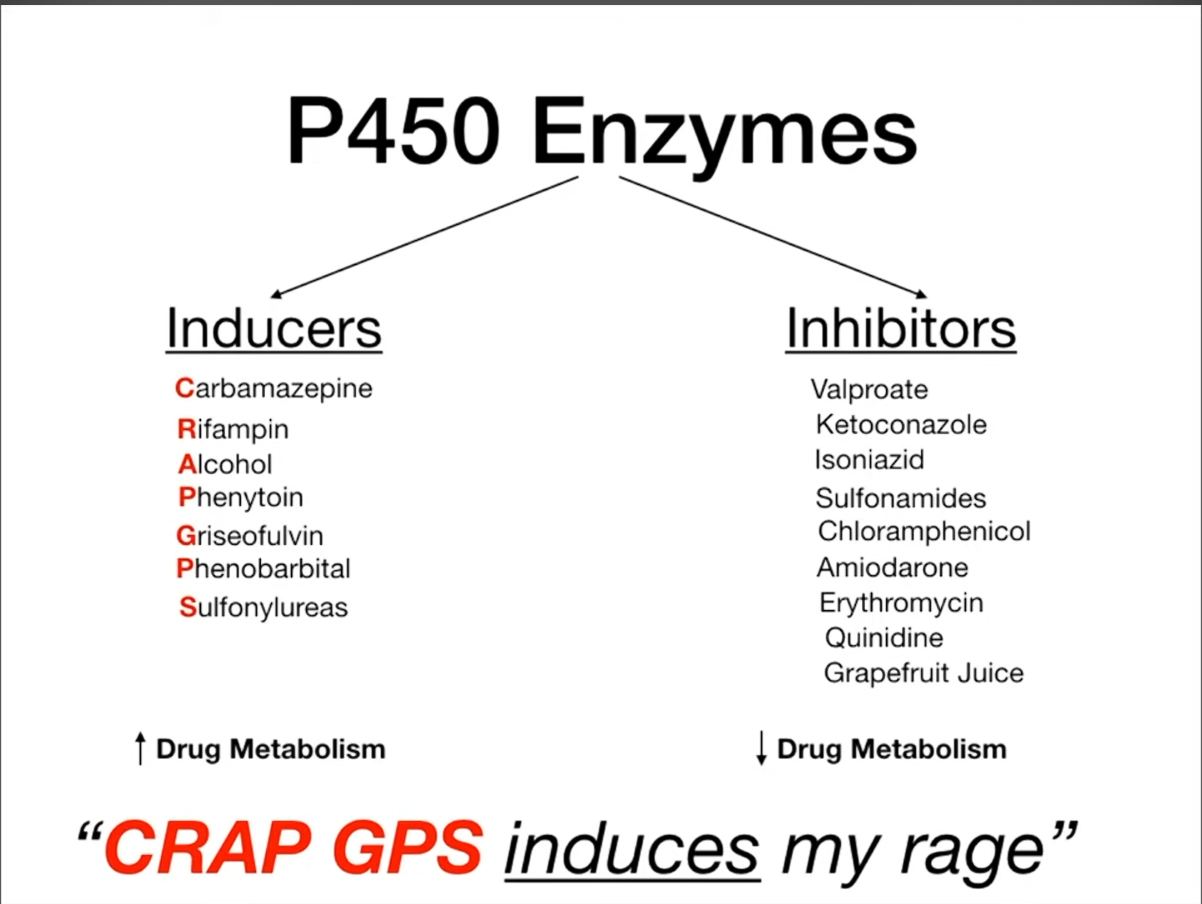 P450 Enzymes
Inducers
Carbamazepine
Rifampin
Alcohol
Phenytoin
Griseofulvin
Phenobarbital
Sulfonylureas
↑ Drug Metabolism
Inhibitors
Valproate
Ketoconazole
Isoniazid
Sulfonamides
Chloramphenicol
Amiodarone
Erythromycin
Quinidine
Grapefruit Juice
↓ Drug Metabolism
“CRAP GPS induces my rage”